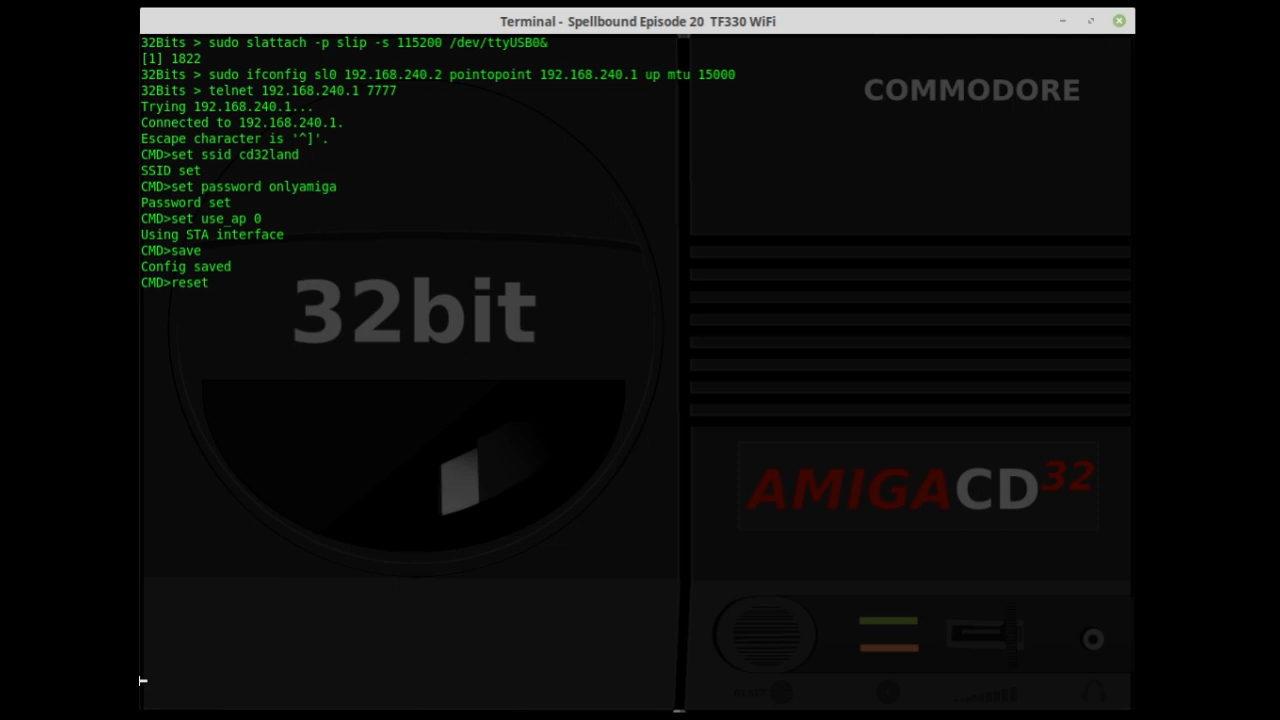 Terminal - Spellbound Episode 20 TF330 WiFi
32Bits > sudo slattach -p slip -s 115200 /dev/ttyUSB0&
[1] 1822
32Bits > sudo ifconfig sl0 192.168.240.2 pointopoint 192.168.240.1 up mtu 15000
32Bits > telnet 192.168.240.1 7777
Trying 192.168.240.1...
Connected to 192.168.240.1.
Escape character is '^]'.
CMD>set ssid cd32land
SSID set
CMD>set password onlyamiga
Password set
CMD>set use_ap 0
Using STA interface
CMD>save
Config saved
CMD>reset
COMMODORE
32bit
AMIGACD32